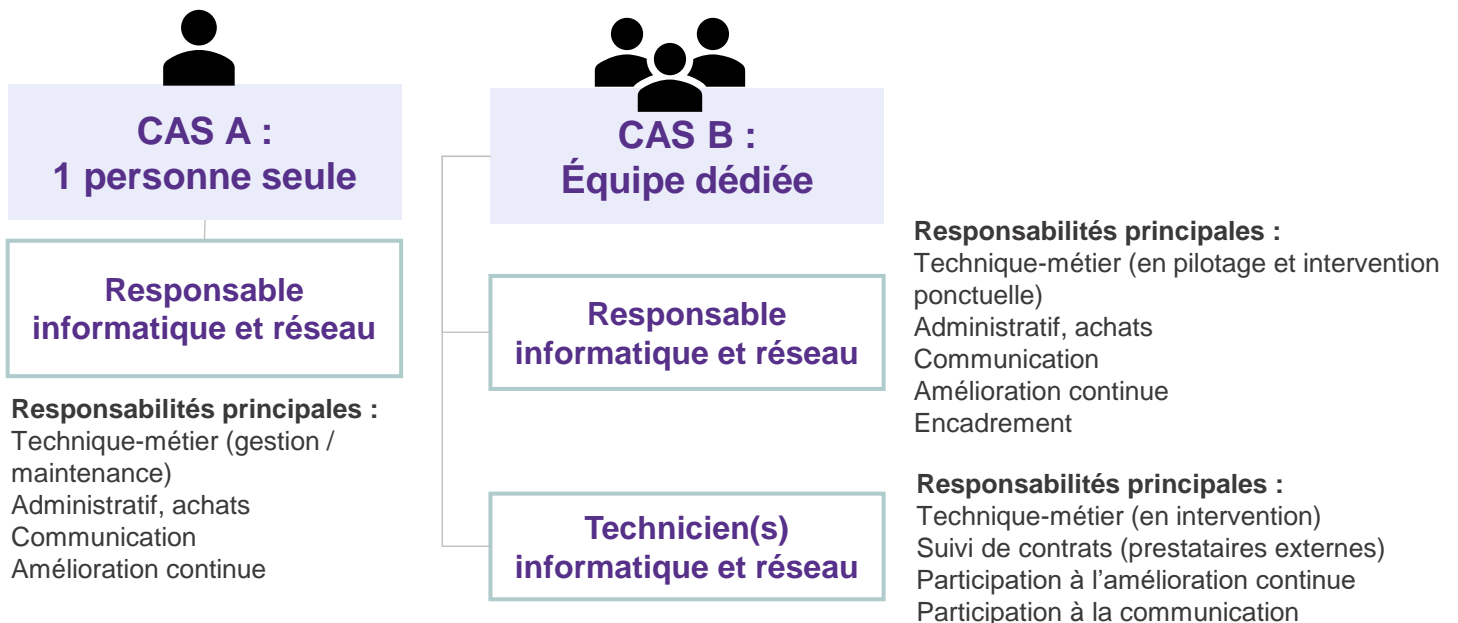 CAS A :
1 personne seule
Responsable
informatique et réseau
Responsabilités principales :
Technique-métier (gestion /
maintenance)
Administratif, achats
Communication
Amélioration continue
CAS B :
Équipe dédiée
Responsable
informatique et réseau
Responsabilités principales :
Technique-métier (en pilotage et intervention
ponctuelle)
Administratif, achats
Communication
Amélioration continue
Encadrement
Technicien(s)
informatique et réseau
Responsabilités principales :
Technique-métier (en intervention)
Suivi de contrats (prestataires externes)
Participation à l’amélioration continue
Participation à la communication